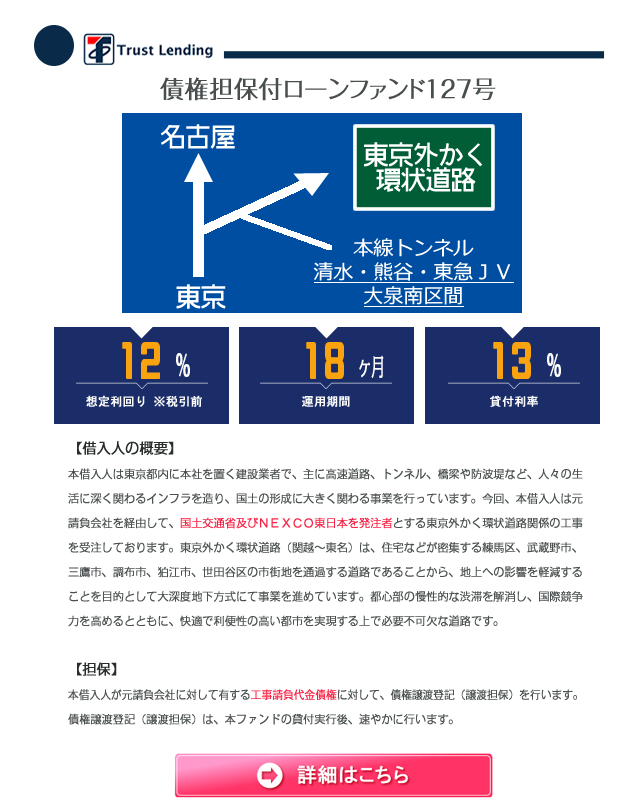 Trust Lending
債権担保付ローンファンド127号
名古屋
東京外かく
環状道路
本線トンネル
清水・熊谷・東急ＪＶ
大泉南区間
東京
12 %
想定利回り ※税引前
18 ヶ月
運用期間
13 %
貸付利率
【借入人の概要】
本借入人は東京都内に本社を置く建設業者で、主に高速道路、トンネル、橋梁や防波堤など、人々の生
活に深く関わるインフラを造り、国土の形成に大きく関わる事業を行っています。今回、本借入人は元
請負会社を経由して、国土交通省及びＮＥＸＣＯ東日本を発注者とする東京外かく環状道路関係の工事
を受注しております。東京外かく環状道路（関越～東名）は、住宅などが密集する練馬区、武蔵野市、
三鷹市、調布市、狛江市、世田谷区の市街地を通過する道路であることから、地上への影響を軽減する
ことを目的として大深度地下方式にて事業を進めています。都心部の慢性的な渋滞を解消し、国際競争
力を高めるとともに、快適で利便性の高い都市を実現する上で必要不可欠な道路です。
【担保】
本借入人が元請負会社に対して有する工事請負代金債権に対して、債権譲渡登記（譲渡担保）を行います。
債権譲渡登記（譲渡担保）は、本ファンドの貸付実行後、速やかに行います。
詳細はこちら